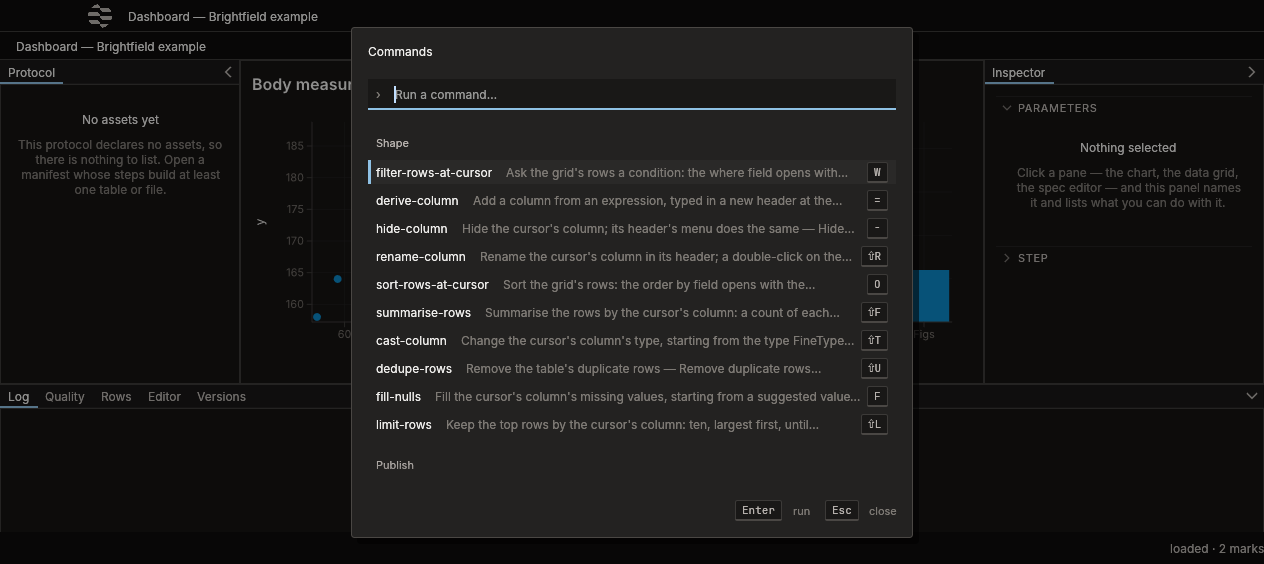 Dashboard — Brightfield example
Dashboard — Brightfield example
Protocol
No assets yet
This protocol declares no assets, so
there is nothing to list. Open a
manifest whose steps build at least
one table or file.
Body measur
185
180
175
170
165
160
y
60
Figs
Commands
› Run a command...
Shape
filter-rows-at-cursor Ask the grid's rows a condition: the where field opens with... W
derive-column Add a column from an expression, typed in a new header at the... =
hide-column Hide the cursor's column; its header's menu does the same — Hide... -
rename-column Rename the cursor's column in its header; a double-click on the... ⇧R
sort-rows-at-cursor Sort the grid's rows: the order by field opens with the... O
summarise-rows Summarise the rows by the cursor's column: a count of each... ⇧F
cast-column Change the cursor's column's type, starting from the type FineType... ⇧T
dedupe-rows Remove the table's duplicate rows — Remove duplicate rows... ⇧U
fill-nulls Fill the cursor's column's missing values, starting from a suggested value... F
limit-rows Keep the top rows by the cursor's column: ten, largest first, until... ⇧L
Publish
Enter run Esc close
Inspector
PARAMETERS
Nothing selected
Click a pane — the chart, the data grid,
the spec editor — and this panel names
it and lists what you can do with it.
STEP
Log Quality Rows Editor Versions
loaded · 2 marks